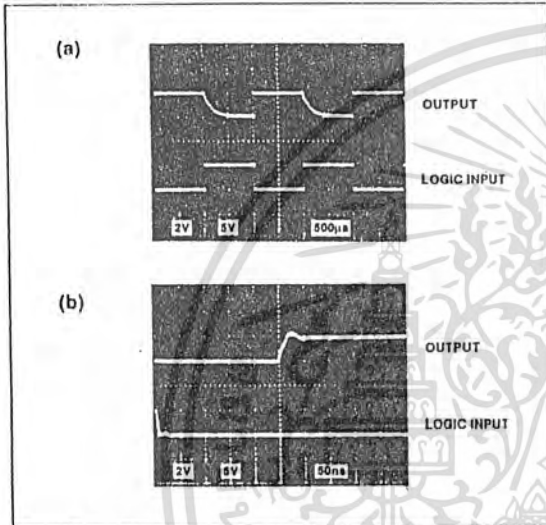 (a)
OUTPUT
LOGIC INPUT
2V 5V 500µs
(b)
OUTPUT
LOGIC INPUT
2V 5V 50ns